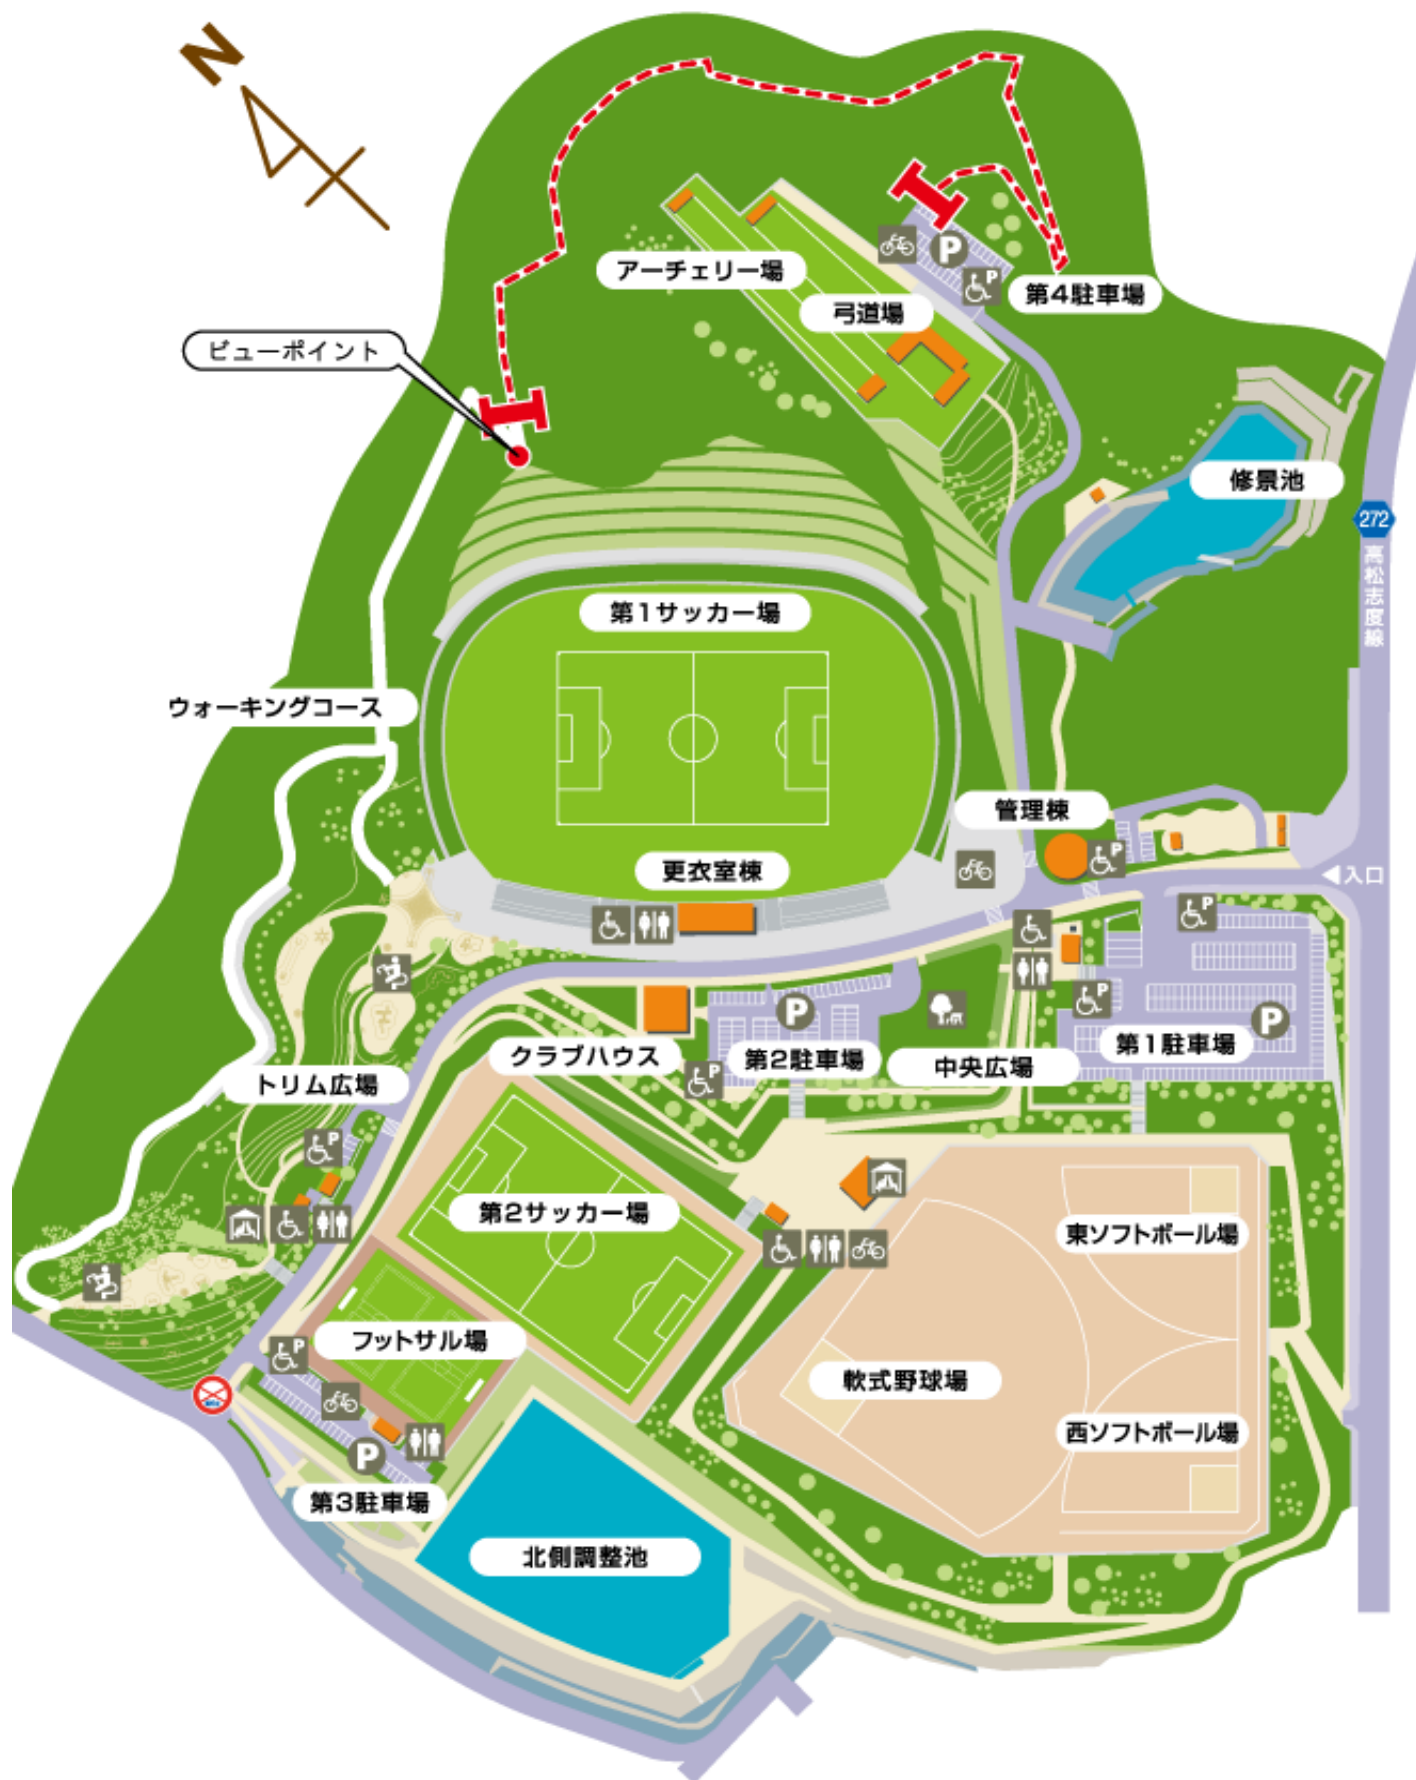 N
アーチェリー場
弓道場
P
P
第4駐車場
ビューポイント
修景池
272
高松志度線
第1サッカー場
ウォーキングコース
管理棟
P
更衣室棟
入口
P
P
P
P
クラブハウス
第2駐車場
中央広場
第1駐車場
P
トリム広場
P
第2サッカー場
東ソフトボール場
フットサル場
P
軟式野球場
西ソフトボール場
P
第3駐車場
北側調整池